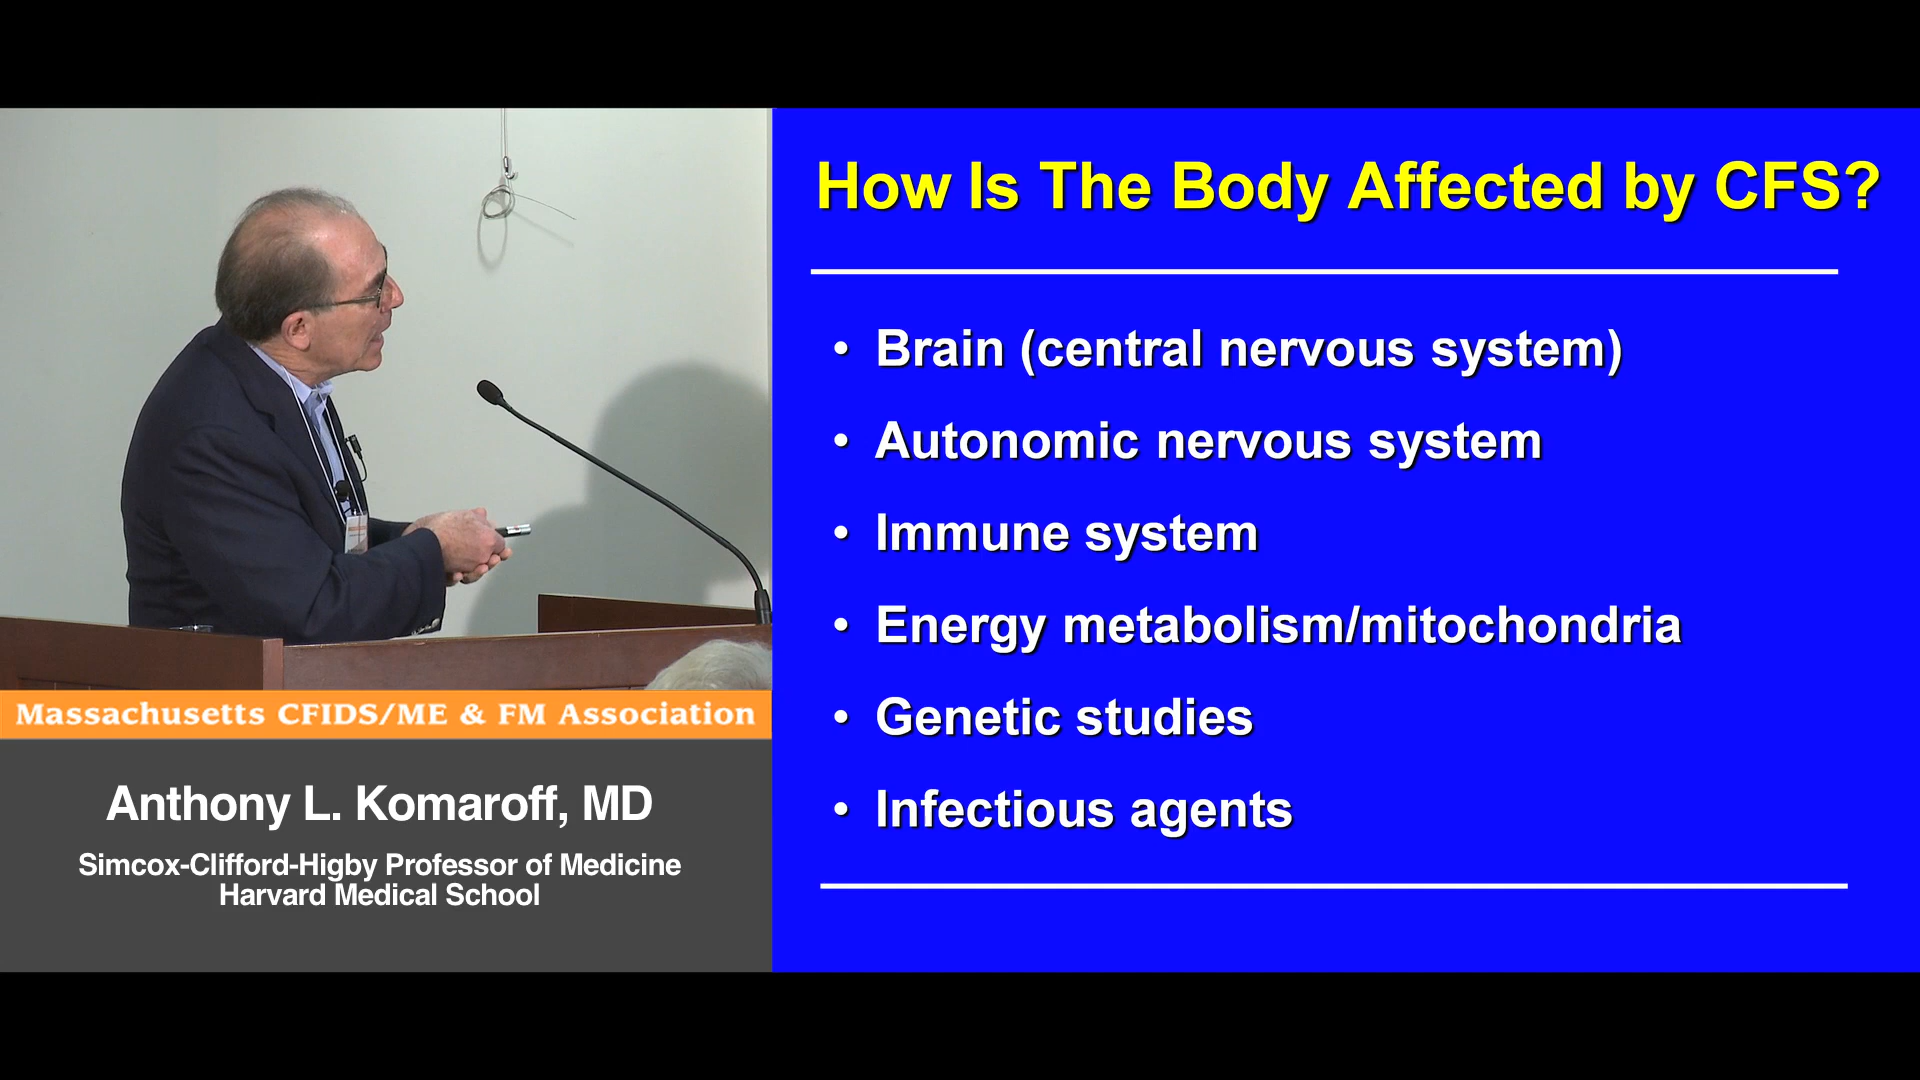 How Is The Body Affected by CFS?
• Brain (central nervous system)
• Autonomic nervous system
• Immune system
• Energy metabolism/mitochondria
• Genetic studies
• Infectious agents
Massachusetts CFIDS/ME & FM Association
Anthony L. Komaroff, MD
Simcox-Clifford-Higby Professor of Medicine
Harvard Medical School